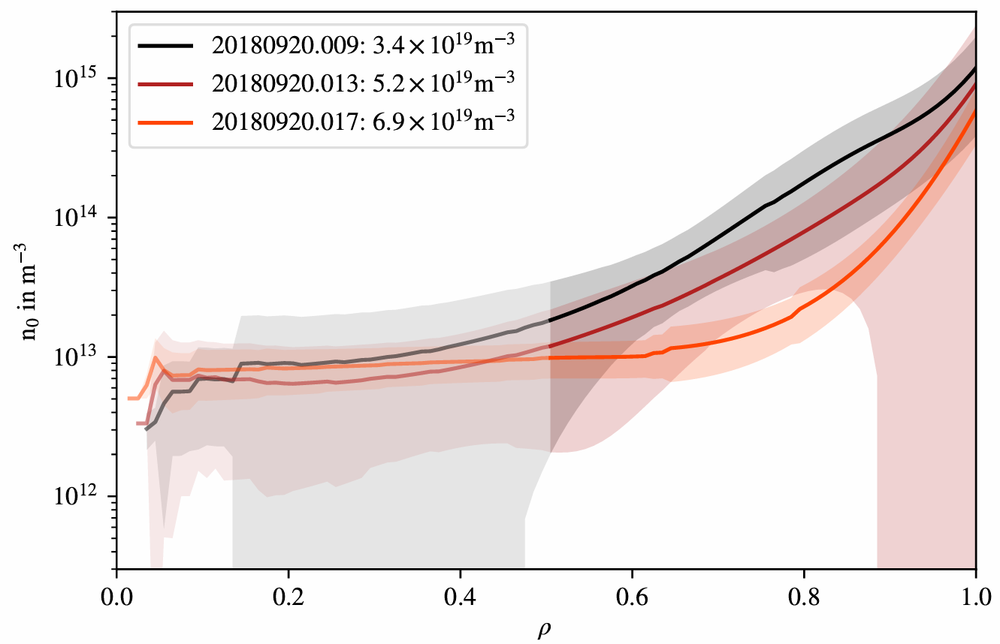 20180920.009: 3.4×10¹⁹m⁻³
20180920.013: 5.2×10¹⁹m⁻³
20180920.017: 6.9×10¹⁹m⁻³
10¹⁵
10¹⁴
10¹³
10¹²
n₀ in m⁻³
0.0 0.2 0.4 0.6 0.8 1.0
ρ